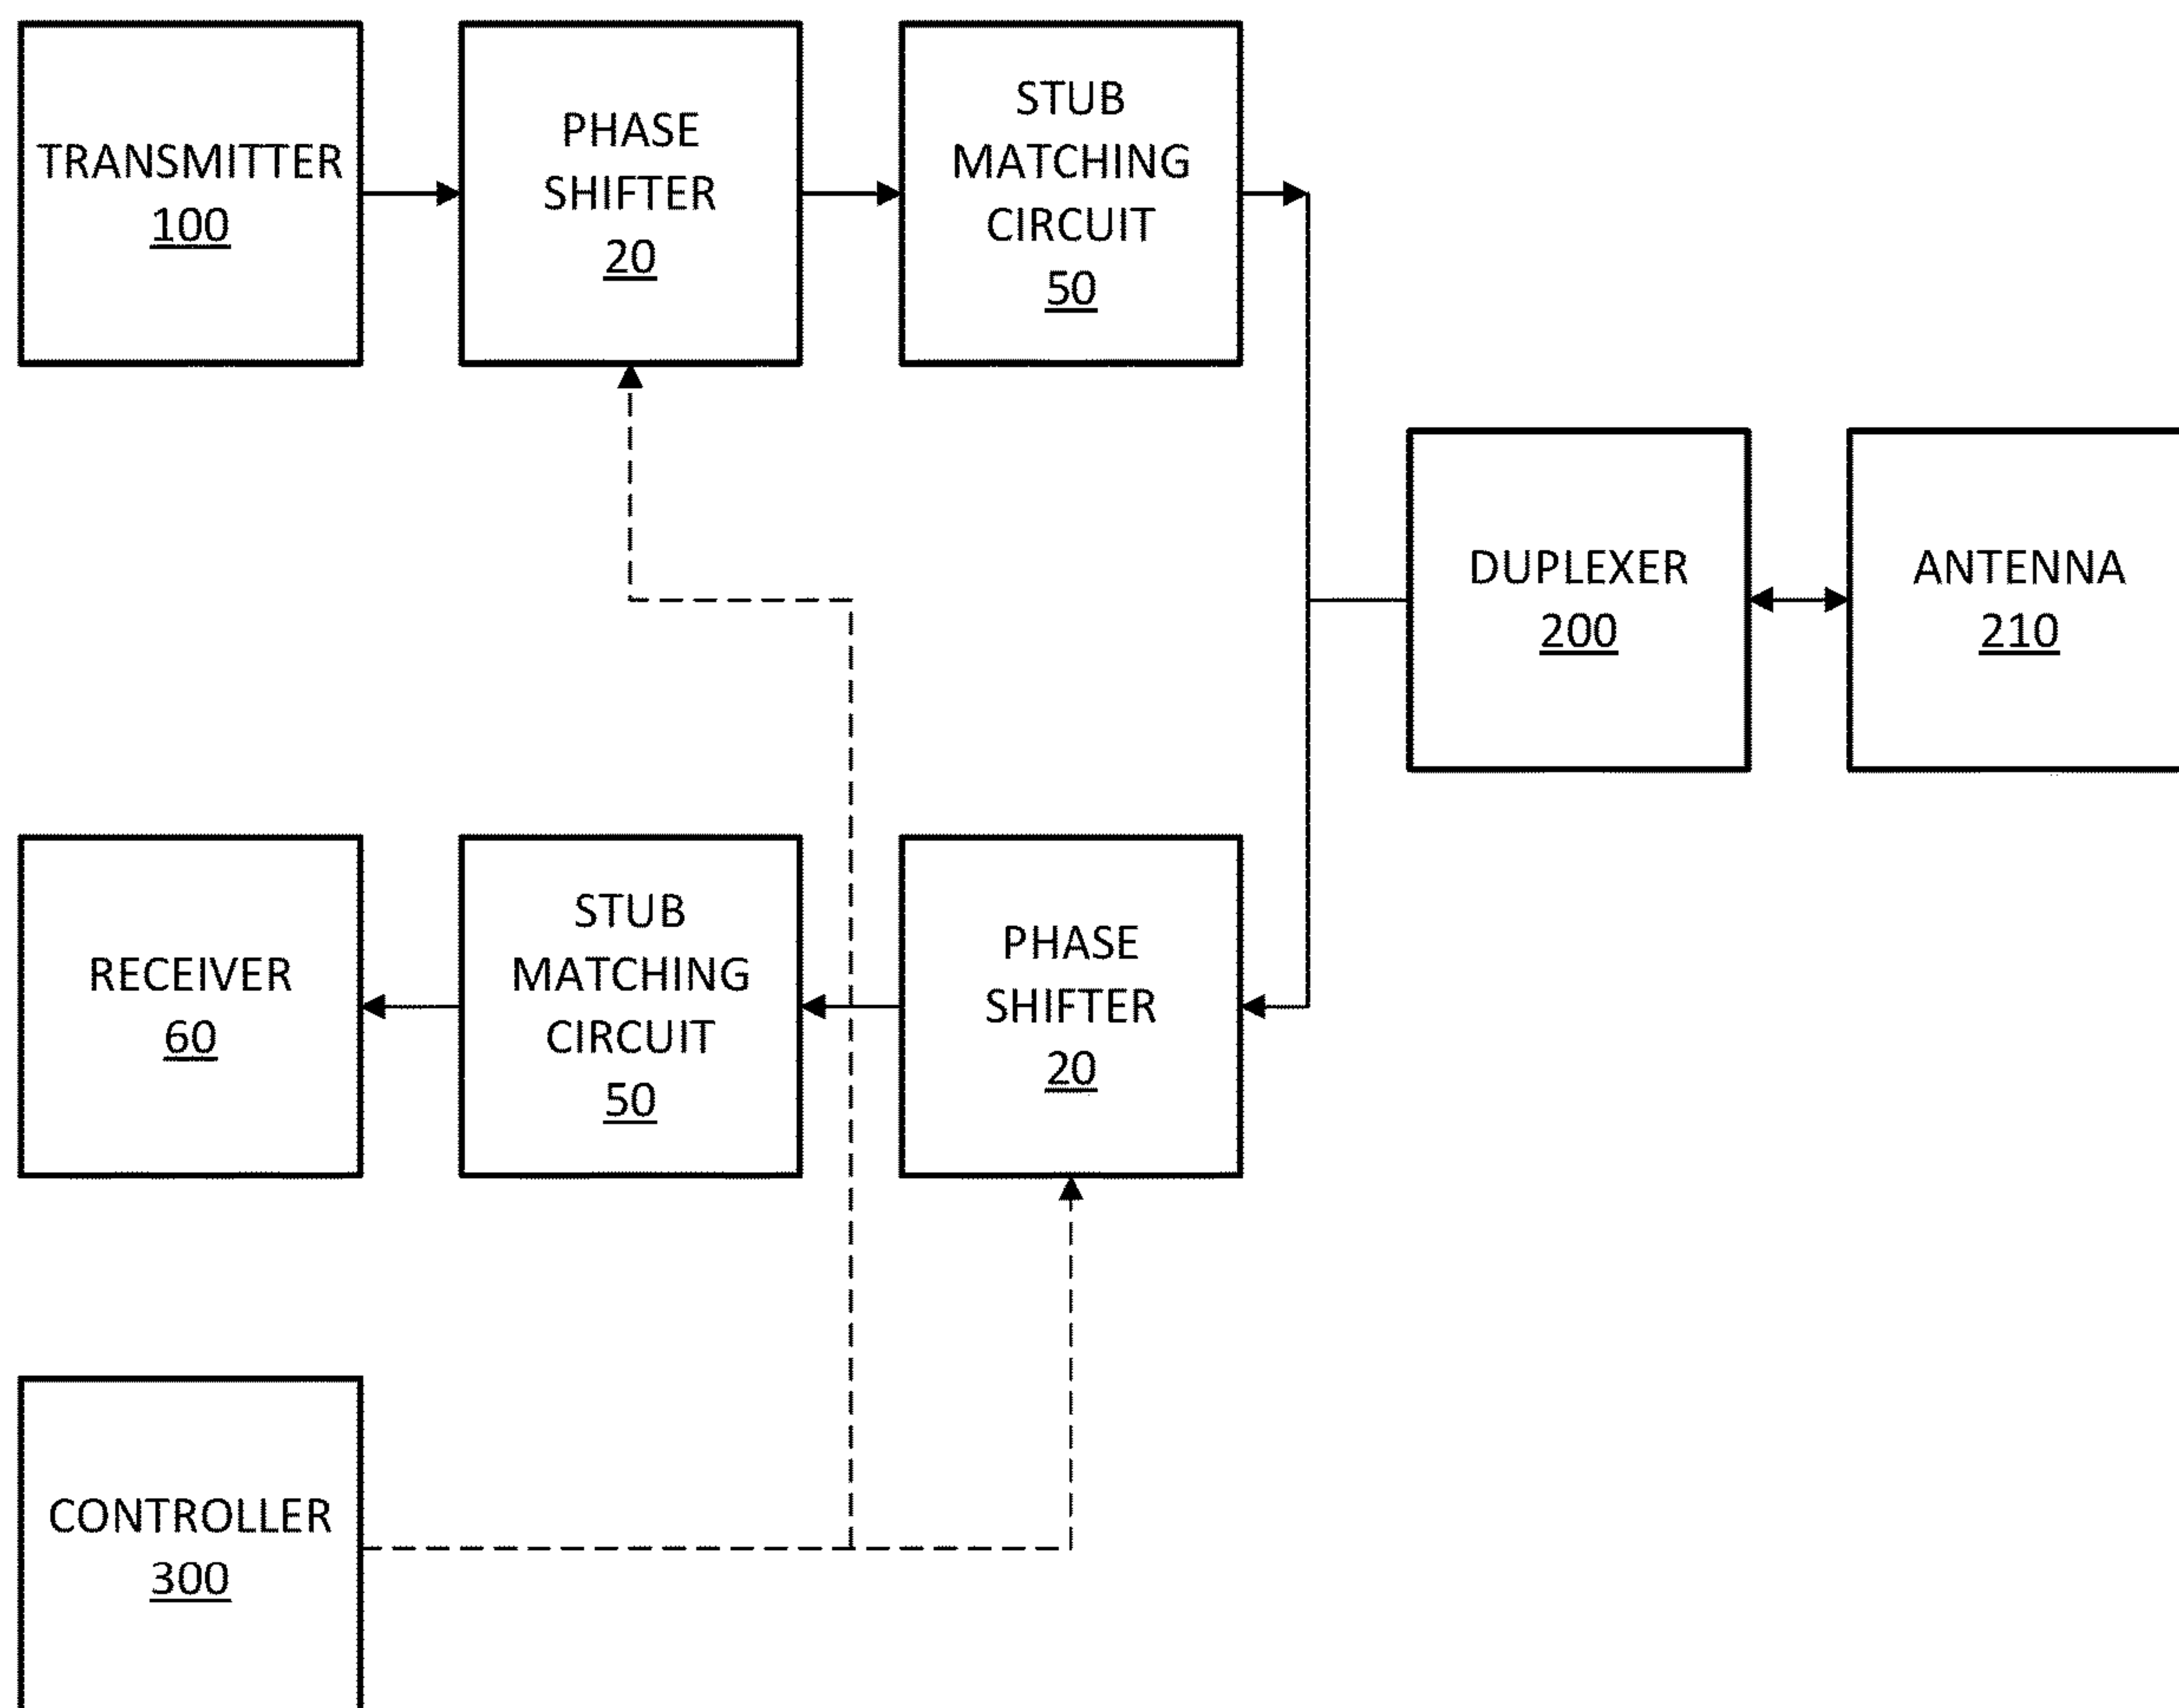 TRANSMITTER
100
PHASE
SHIFTER
20
STUB
MATCHING
CIRCUIT
50
DUPLEXER
200
ANTENNA
210
RECEIVER
60
STUB
MATCHING
CIRCUIT
50
PHASE
SHIFTER
20
CONTROLLER
300